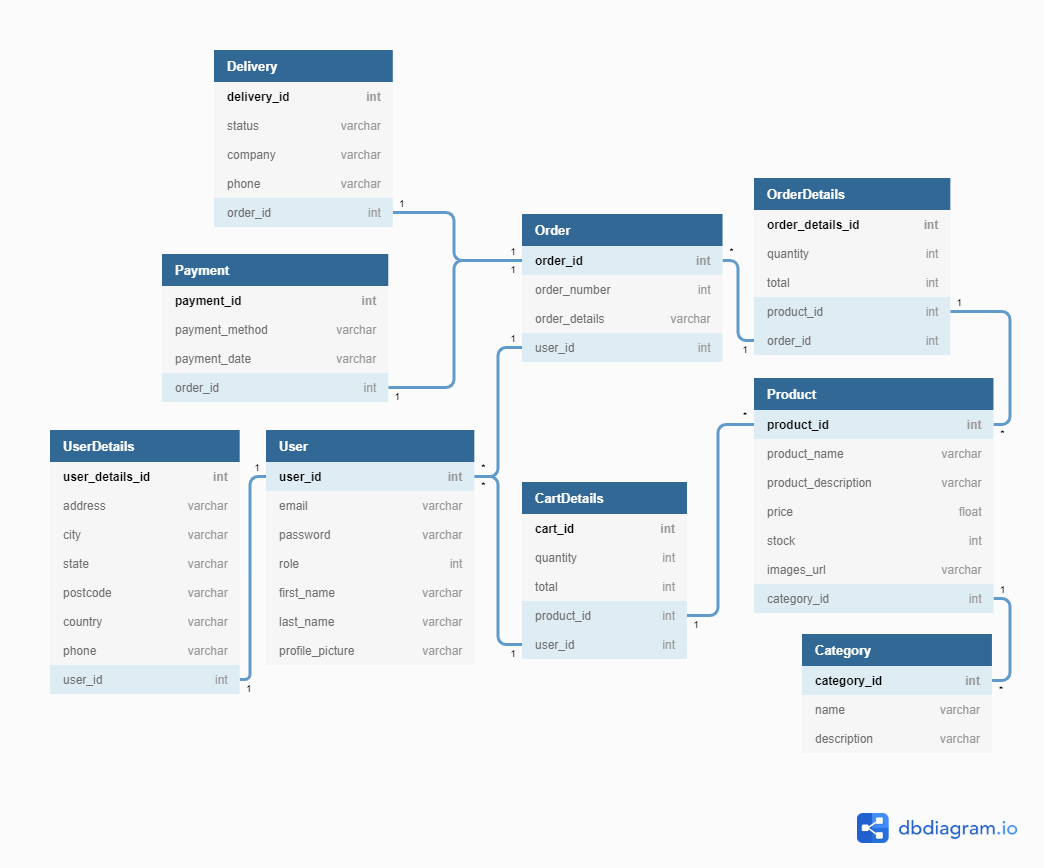 Delivery
delivery_id int
status varchar
company varchar
phone varchar
order_id int
1
Payment
payment_id int
payment_method varchar
payment_date varchar
order_id int
1
UserDetails
user_details_id int
address varchar
city varchar
state varchar
postcode varchar
country varchar
phone varchar
user_id int
1
1
User
user_id int
email varchar
password varchar
role int
first_name varchar
last_name varchar
profile_picture varchar
*
*
1
1
Order
order_id int
order_number int
order_details varchar
user_id int
1
*
1
OrderDetails
order_details_id int
quantity int
total int
product_id int
order_id int
1
CartDetails
cart_id int
quantity int
total int
product_id int
user_id int
1
1
*
Product
product_id int
product_name varchar
product_description varchar
price float
stock int
images_url varchar
category_id int
*
1
Category
category_id int
name varchar
description varchar
*
dbdiagram.io